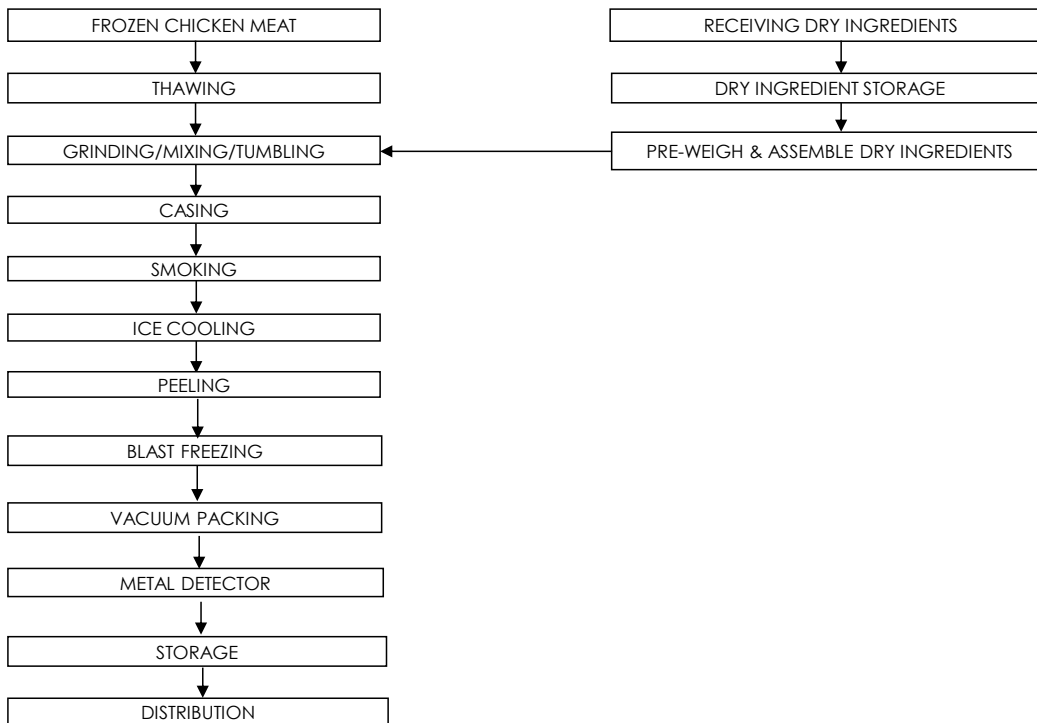 FROZEN CHICKEN MEAT
RECEIVING DRY INGREDIENTS
THAWING
DRY INGREDIENT STORAGE
GRINDING/MIXING/TUMBLING
PRE-WEIGH & ASSEMBLE DRY INGREDIENTS
CASING
SMOKING
ICE COOLING
PEELING
BLAST FREEZING
VACUUM PACKING
METAL DETECTOR
STORAGE
DISTRIBUTION